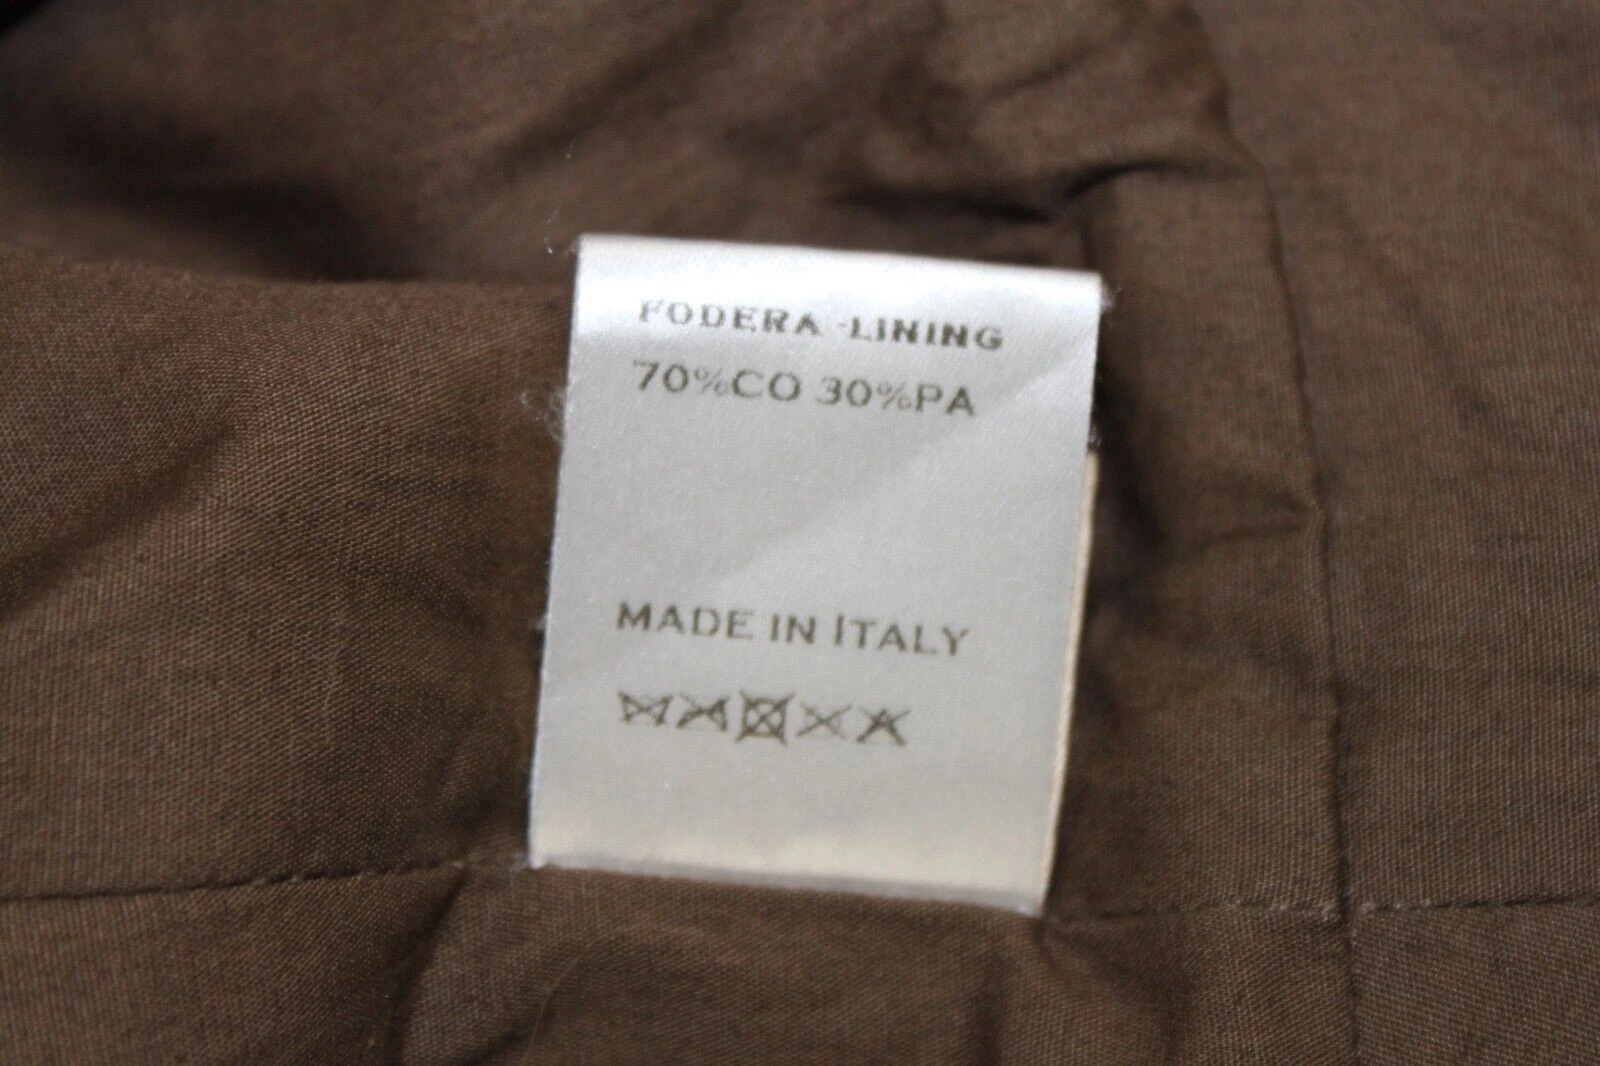 FODERA-LINING
70%CO 30%PA
MADE IN ITALY